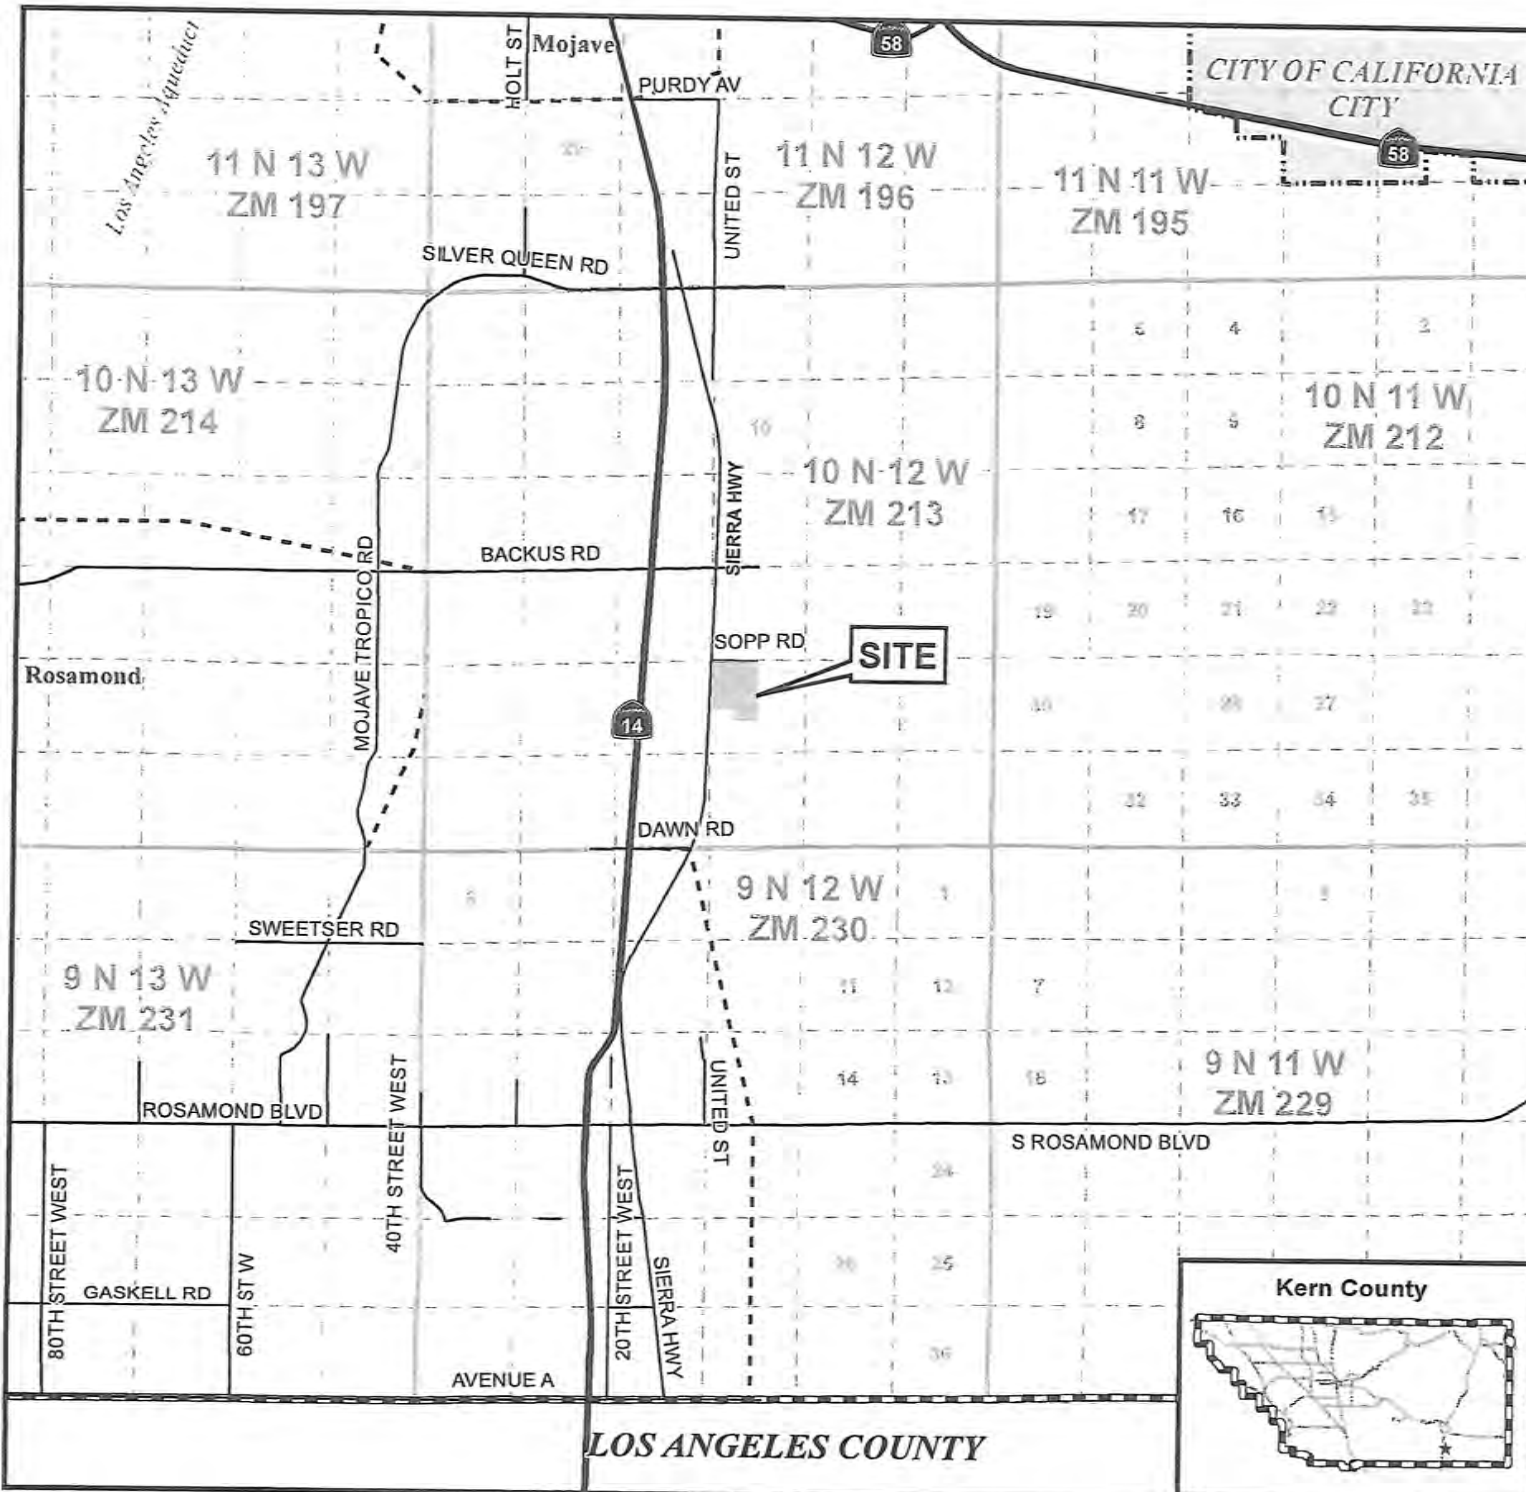 Los Angeles Aqueduct
HOLT ST
Mojave
58
PURDY AV
CITY OF CALIFORNIA
CITY
58
11 N 13 W
ZM 197
UNITED ST
11 N 12 W
ZM 196
11 N 11 W
ZM 195
SILVER QUEEN RD
5
4
2
10 N 13 W
ZM 214
10
8
9
10 N 11 W
ZM 212
10 N 12 W
ZM 213
SIERRA HWY
17
16
15
MOJAVE TROPICO RD
BACKUS RD
19
20
21
22
23
SOPP RD
SITE
Rosamond
14
30
28
27
32
33
34
35
DAWN RD
6
9 N 12 W
ZM 230
1
SWEETSER RD
9 N 13 W
ZM 231
11
12
7
14
13
18
9 N 11 W
ZM 229
ROSAMOND BLVD
40TH STREET WEST
UNITED ST
S ROSAMOND BLVD
24
80TH STREET WEST
60TH ST W
20TH STREET WEST
SIERRA HWY
26
25
GASKELL RD
36
Kern County
AVENUE A
LOS ANGELES COUNTY